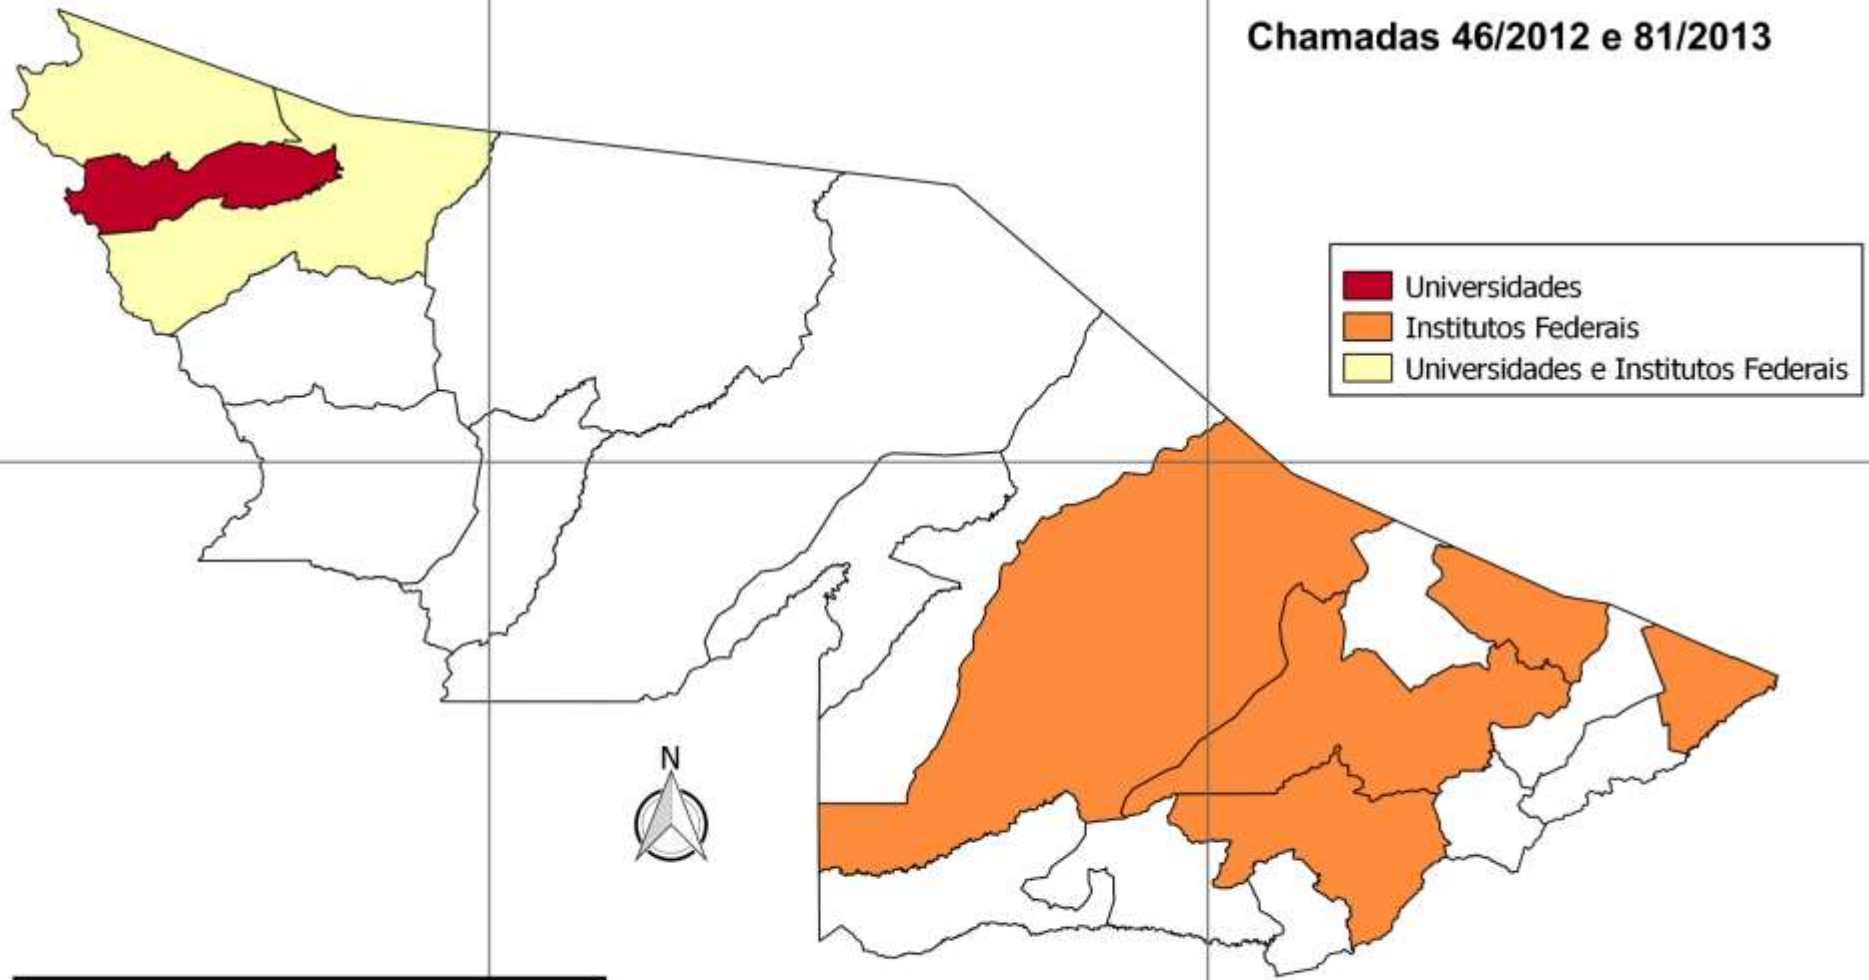 Chamadas 46/2012 e 81/2013
Universidades
Institutos Federais
Universidades e Institutos Federais
N